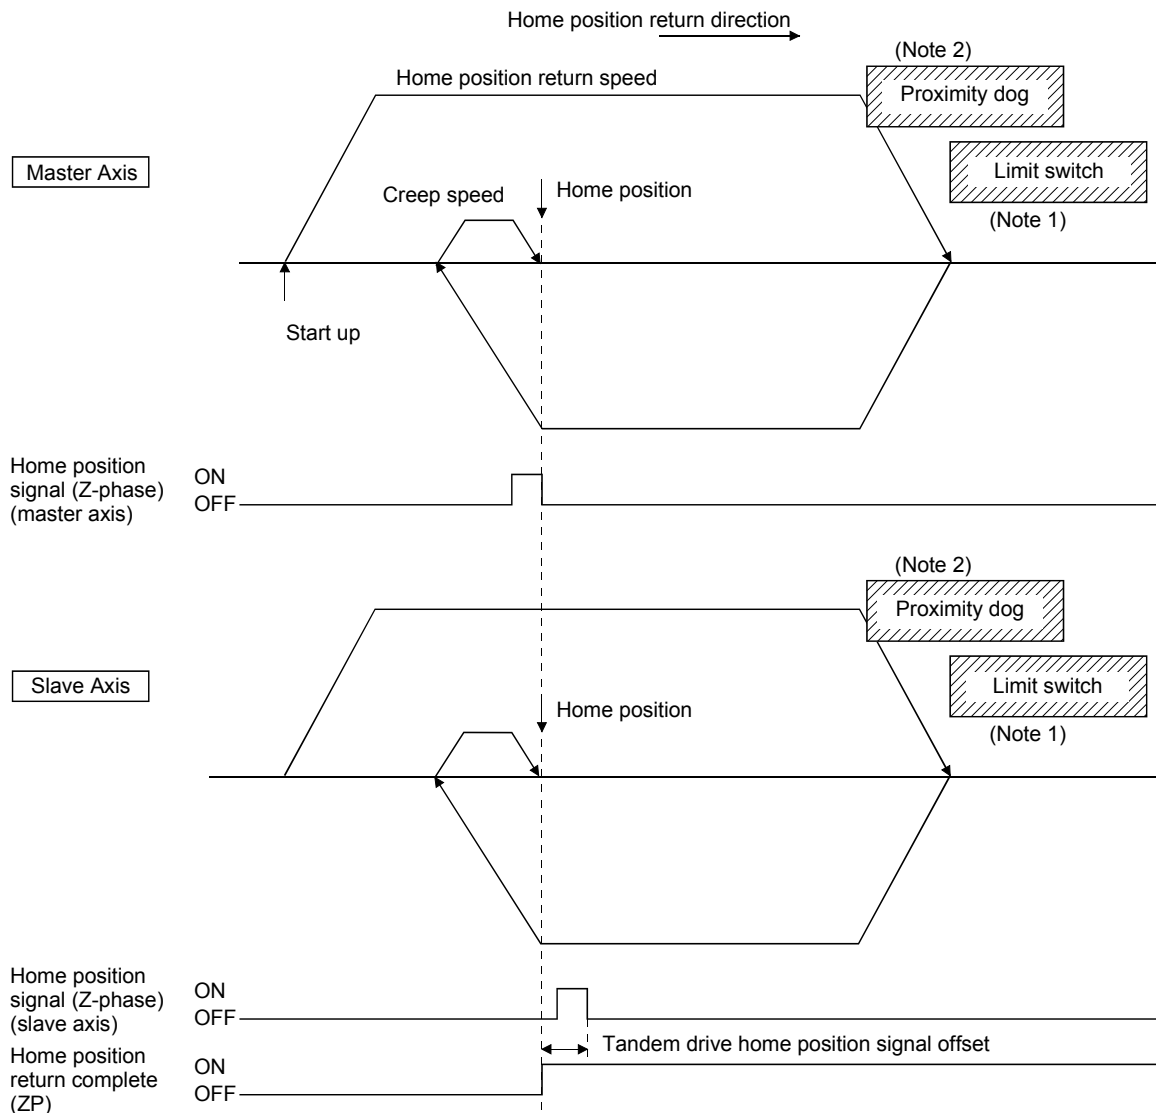 Home position return direction
(Note 2)
Home position return speed
Proximity dog
Master Axis
Limit switch
Creep speed
Home position
(Note 1)
Start up
Home position
signal (Z-phase)
(master axis)
ON
OFF
(Note 2)
Proximity dog
Slave Axis
Limit switch
Home position
(Note 1)
Home position
signal (Z-phase)
(slave axis)
ON
OFF
Tandem drive home position signal offset
Home position
return complete
(ZP)
ON
OFF